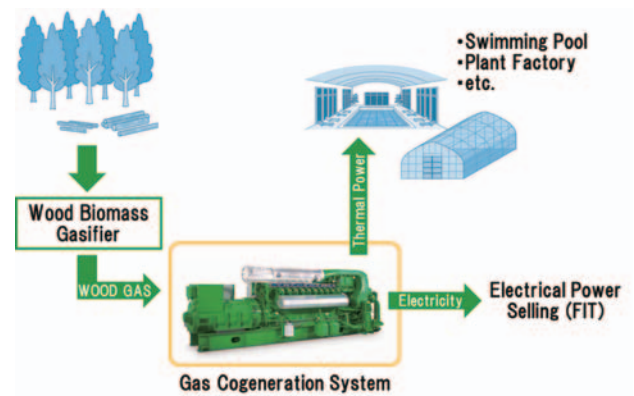 ・Swimming Pool
・Plant Factory
・etc.
Thermal Power
Wood Biomass
Gasifier
WOOD GAS
Electricity
Electrical Power
Selling (FIT)
Gas Cogeneration System